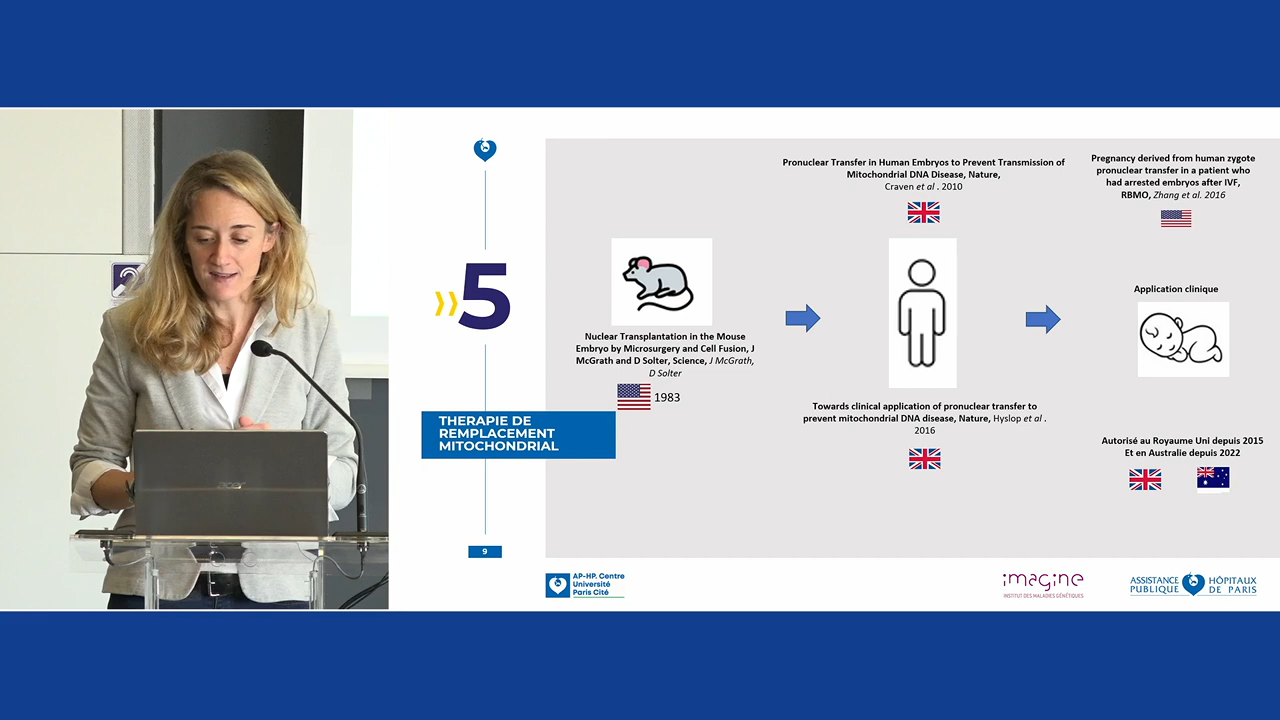 5
THERAPIE DE
REMPLACEMENT
MITOCHONDRIAL
9
Nuclear Transplantation in the Mouse
Embryo by Microsurgery and Cell Fusion, J
McGrath and D Solter, Science, J McGrath,
D Solter
1983
Pronuclear Transfer in Human Embryos to Prevent Transmission of
Mitochondrial DNA Disease, Nature,
Craven et al . 2010
Towards clinical application of pronuclear transfer to
prevent mitochondrial DNA disease, Nature, Hyslop et al .
2016
Pregnancy derived from human zygote
pronuclear transfer in a patient who
had arrested embryos after IVF,
RBMO, Zhang et al. 2016
Application clinique
Autorisé au Royaume Uni depuis 2015
Et en Australie depuis 2022
acer
AP-HP. Centre
Université
Paris Cité
imagine
INSTITUT DES MALADIES GÉNÉTIQUES
ASSISTANCE HÔPITAUX
PUBLIQUE DE PARIS